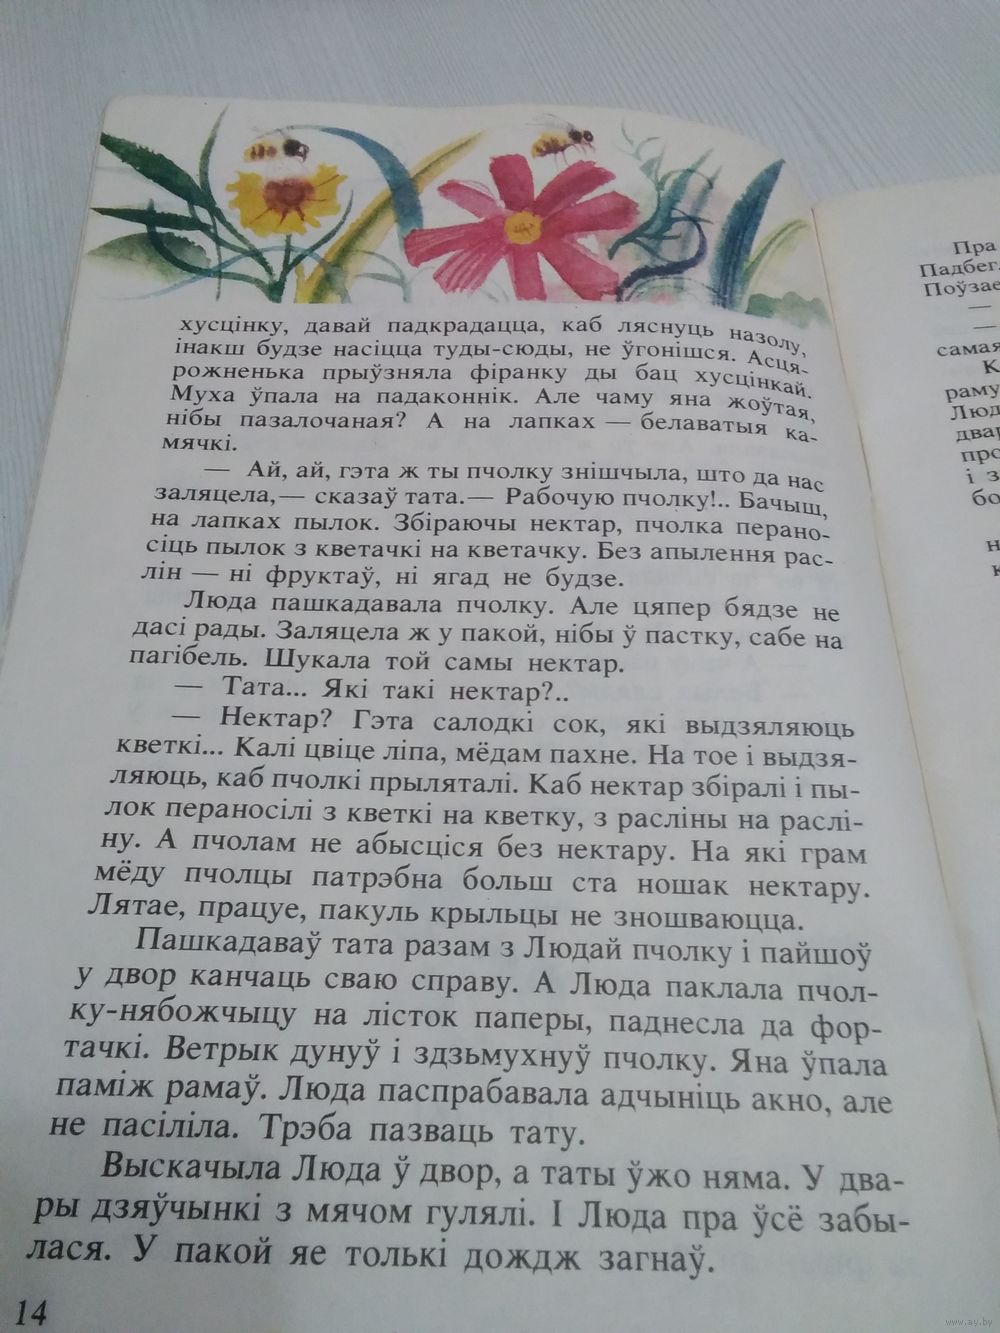 хусцінку, давай падкрадацца, каб ляснуць назолу,
інакш будзе насіцца туды-сюды, не ўгонішся. Асця-
рожненька прыўзняла фіранку ды бац хусцінкай.
Муха ўпала на падаконнік. Але чаму яна жоўтая,
нібы пазалочаная? А на лапках — белаватыя ка-
мячкі.
— Ай, ай, гэта ж ты пчолку знішчыла, што да нас
заляцела,— сказаў тата.— Рабочую пчолку!.. Бачыш,
на лапках пылок. Збіраючы нектар, пчолка перано-
сіць пылок з кветачкі на кветачку. Без апылення рас-
лін — ні фруктаў, ні ягад не будзе.
Люда пашкадавала пчолку. Але цяпер бядзе не
дасі рады. Заляцела ж у пакой, нібы ў пастку, сабе на
пагібель. Шукала той самы нектар.
— Тата... Які такі нектар?..
— Нектар? Гэта салодкі сок, які выдзяляюць
кветкі... Калі цвіце ліпа, мёдам пахне. На тое і выдзя-
ляюць, каб пчолкі прыляталі. Каб нектар збіралі і пы-
лок пераносілі з кветкі на кветку, з расліны на раслі-
ну. А пчолам не абысціся без нектару. На які грам
мёду пчолцы патрэбна больш ста ношак нектару.
Лятае, працуе, пакуль крыльцы не зношваюцца.
Пашкадаваў тата разам з Людай пчолку і пайшоў
у двор канчаць сваю справу. А Люда паклала пчол-
ку-нябожчыцу на лісток паперы, паднесла да фор-
тачкі. Ветрык дунуў і здзьмухнуў пчолку. Яна ўпала
паміж рамаў. Люда паспрабавала адчыніць акно, але
не пасіліла. Трэба пазваць тату.
Выскачыла Люда ў двор, а таты ўжо няма. У два-
ры дзяўчынкі з мячом гулялі. І Люда пра ўсё забы-
лася. У пакой яе толькі дождж загнаў.
14
Пра
Падбег
Поўзае
—
—
самая
К
раму
Люд
двар
про
і з
бо
н
к
www.ay.by